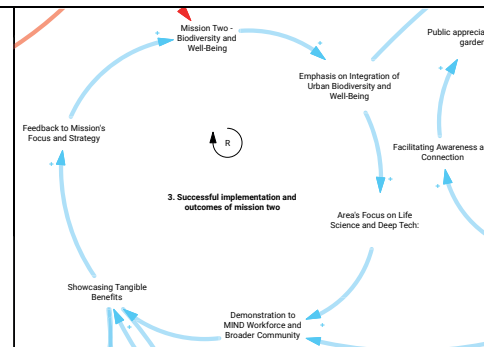 Mission Two -
Biodiversity and
Well-Being
Public
garden
Emphasis on Integration of
Urban Biodiversity and
Well-Being
Feedback to Mission's
Focus and Strategy
R
Facilitating Awareness
Connection
3. Successful implementation and
outcomes of mission two
Area's Focus on Life
Science and Deep Tech:
Showcasing Tangible
Benefits
Demonstration to
MIND Workforce and
Broader Community